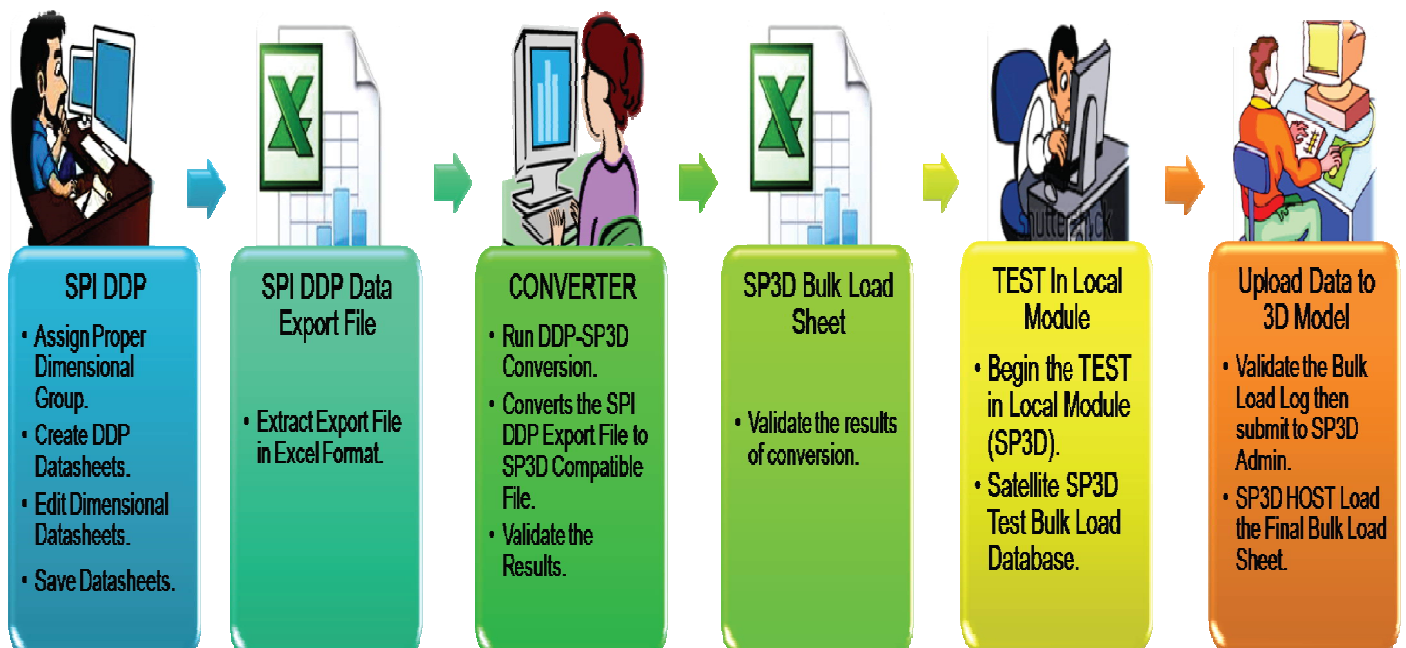 SPI DDP
• Assign Proper
Dimensional
Group.
• Create DDP
Datasheets.
• Edit Dimensional
Datasheets.
• Save Datasheets.
SPI DDP Data
Export File
• Extract Export File
in Excel Format.
CONVERTER
• Run DDP-SP3D
Conversion.
• Converts the SPI
DDP Export File to
SP3D Compatible
File.
• Validate the
Results.
SP3D Bulk Load
Sheet
• Validate the results
of conversion.
shutterstock
TEST In Local
Module
• Begin the TEST
in Local Module
(SP3D).
• Satellite SP3D
Test Bulk Load
Database.
Upload Data to
3D Model
• Validate the Bulk
Load Log then
submit to SP3D
Admin.
• SP3D HOST Load
the Final Bulk Load
Sheet.